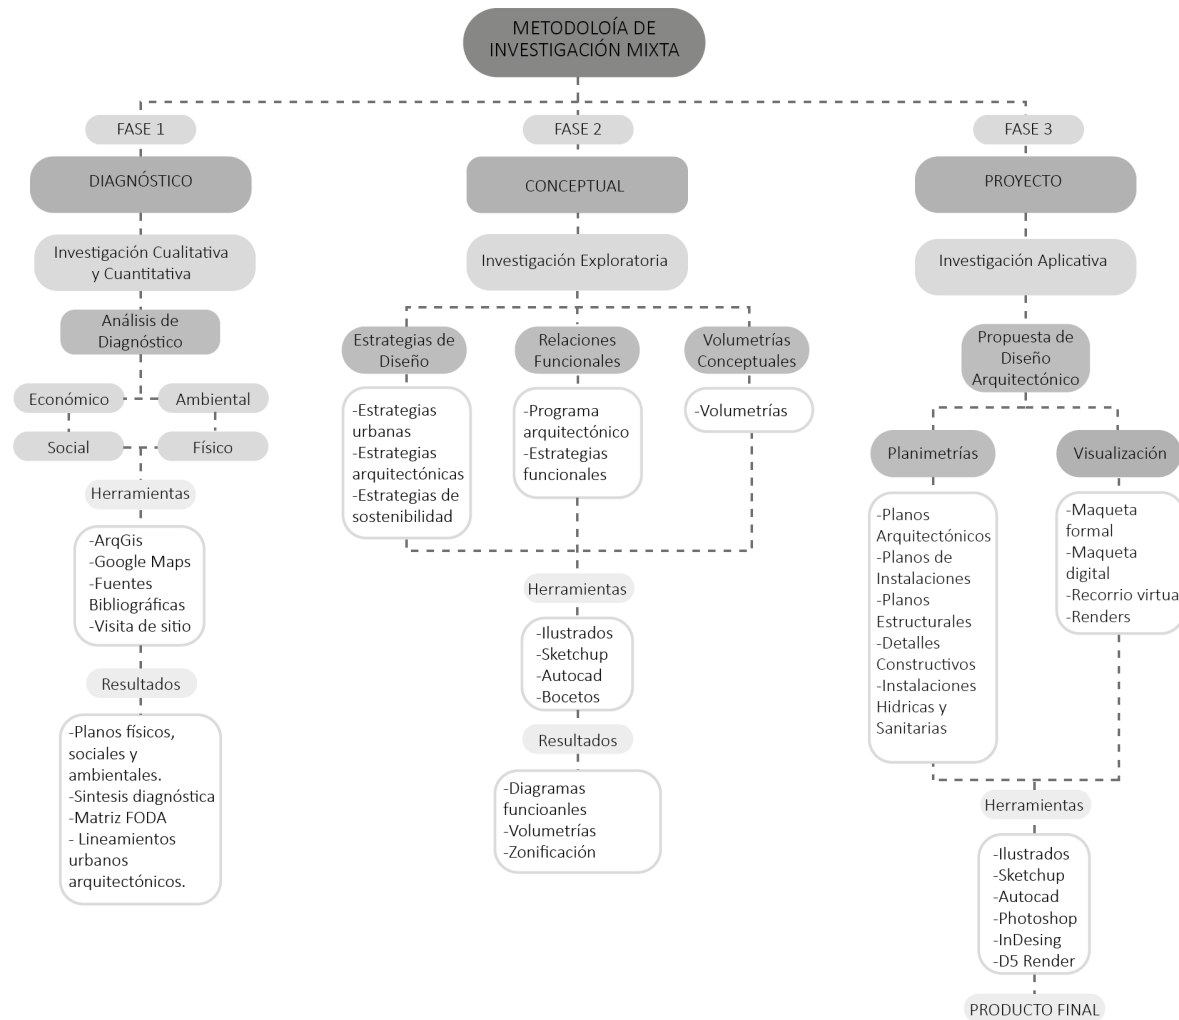 METODOLOÍA DE
INVESTIGACIÓN MIXTA
FASE 1
DIAGNÓSTICO
Investigación Cualitativa
y Cuantitativa
Análisis de
Diagnóstico
Económico
Ambiental
Social
Físico
Herramientas
-ArqGis
-Google Maps
-Fuentes
Bibliográficas
-Visita de sitio
Resultados
-Planos físicos,
sociales y
ambientales.
-Sintesis diagnóstica
-Matriz FODA
- Lineamientos
urbanos
arquitectónicos.
FASE 2
CONCEPTUAL
Investigación Exploratoria
Estrategias de
Diseño
-Estrategias
urbanas
-Estrategias
arquitectónicas
-Estrategias de
sostenibilidad
Relaciones
Funcionales
-Programa
arquitectónico
-Estrategias
funcionales
Volumetrías
Conceptuales
-Volumetrías
Herramientas
-Ilustrados
-Sketchup
-Autocad
-Bocetos
Resultados
-Diagramas
funcioanles
-Volumetrías
-Zonificación
FASE 3
PROYECTO
Investigación Aplicativa
Propuesta de
Diseño
Arquitectónico
Planimetrías
-Planos
Arquitectónicos
-Planos de
Instalaciones
-Planos
Estructurales
-Detalles
Constructivos
-Instalaciones
Hidricas y
Sanitarias
Visualización
-Maqueta
formal
-Maqueta
digital
-Recorrio virtual
-Renders
Herramientas
-Ilustrados
-Sketchup
-Autocad
-Photoshop
-InDesing
-D5 Render
PRODUCTO FINAL